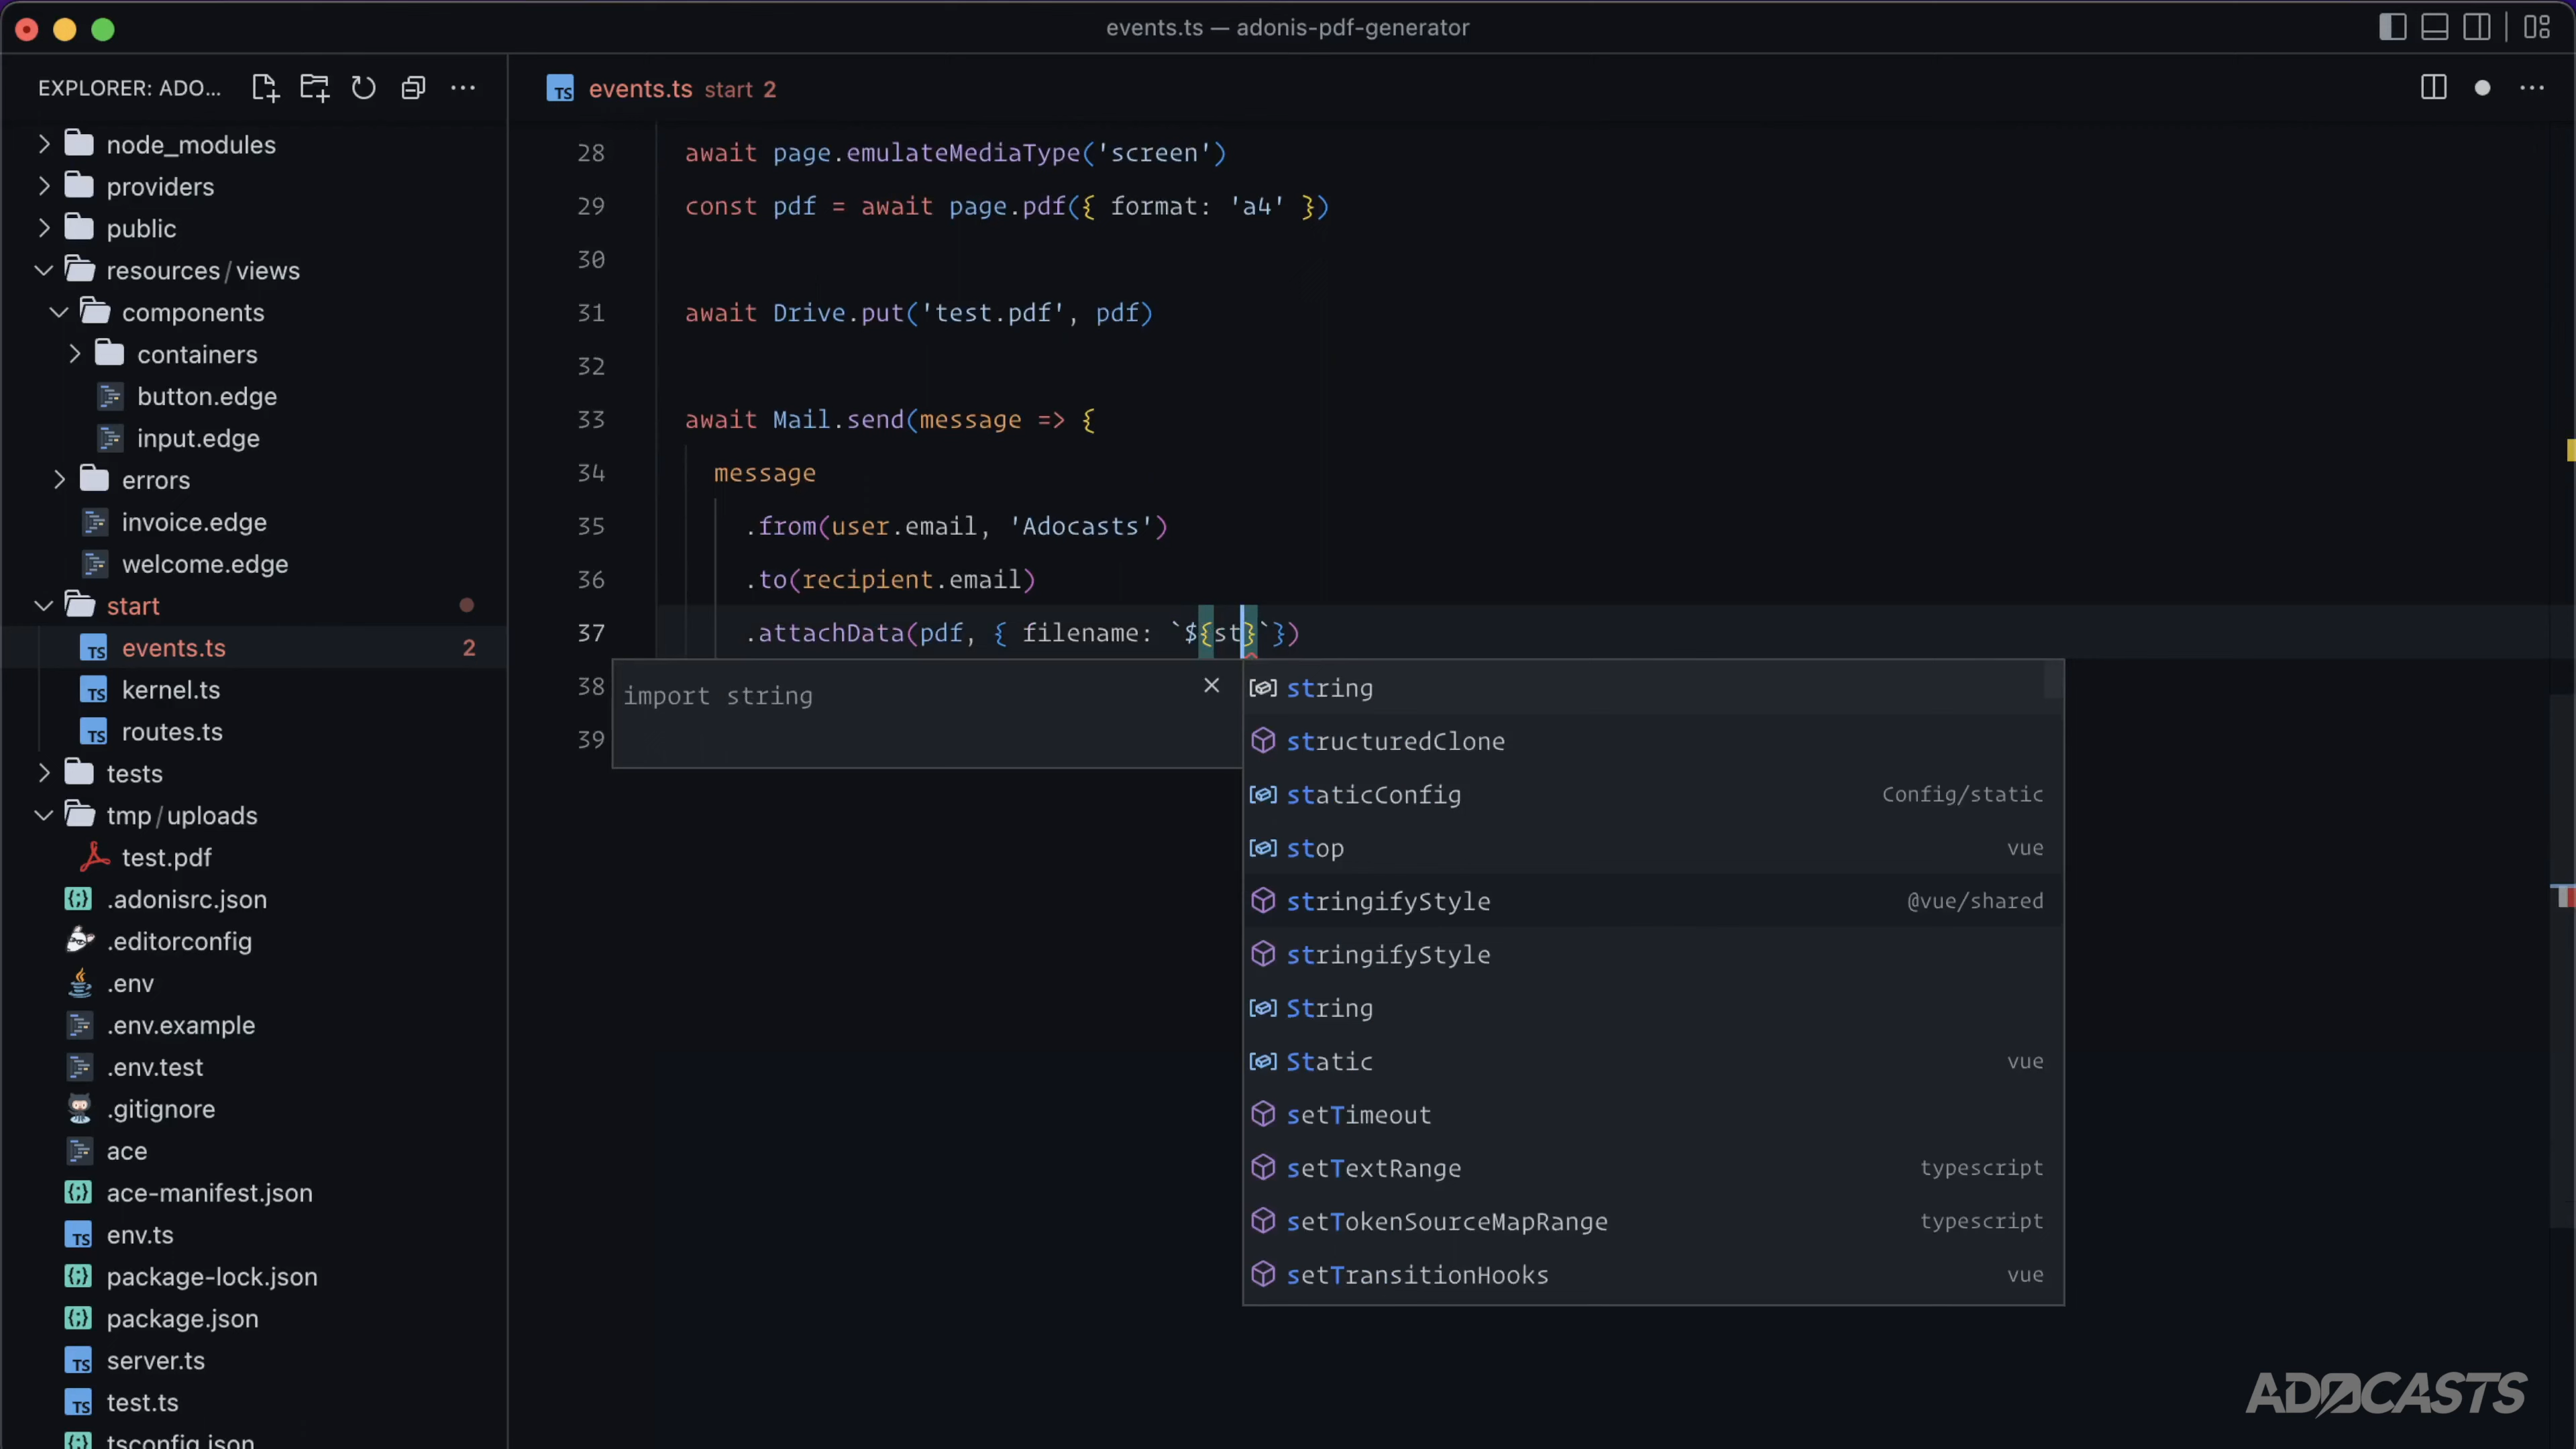 events.ts — adonis-pdf-generator
EXPLORER: ADO...
node_modules
providers
public
resources/views
components
containers
button.edge
input.edge
errors
invoice.edge
welcome.edge
start
events.ts 2
kernel.ts
routes.ts
tests
tmp/uploads
test.pdf
.adonisrc.json
.editorconfig
.env
.env.example
.env.test
.gitignore
ace
ace-manifest.json
env.ts
package-lock.json
package.json
server.ts
test.ts
tsconfig.json
TS events.ts start 2
28 await page.emulateMediaType('screen')
29 const pdf = await page.pdf({ format: 'a4' })
30
31 await Drive.put('test.pdf', pdf)
32
33 await Mail.send(message => {
34 message
35 .from(user.email, 'Adocasts')
36 .to(recipient.email)
37 .attachData(pdf, { filename: `${st}`})
38
39
import string
string
structuredClone
staticConfig Config/static
stop vue
stringifyStyle @vue/shared
stringifyStyle
String
Static vue
setTimeout
setTextRange typescript
setTokenSourceMapRange typescript
setTransitionHooks vue
ADOCASTS